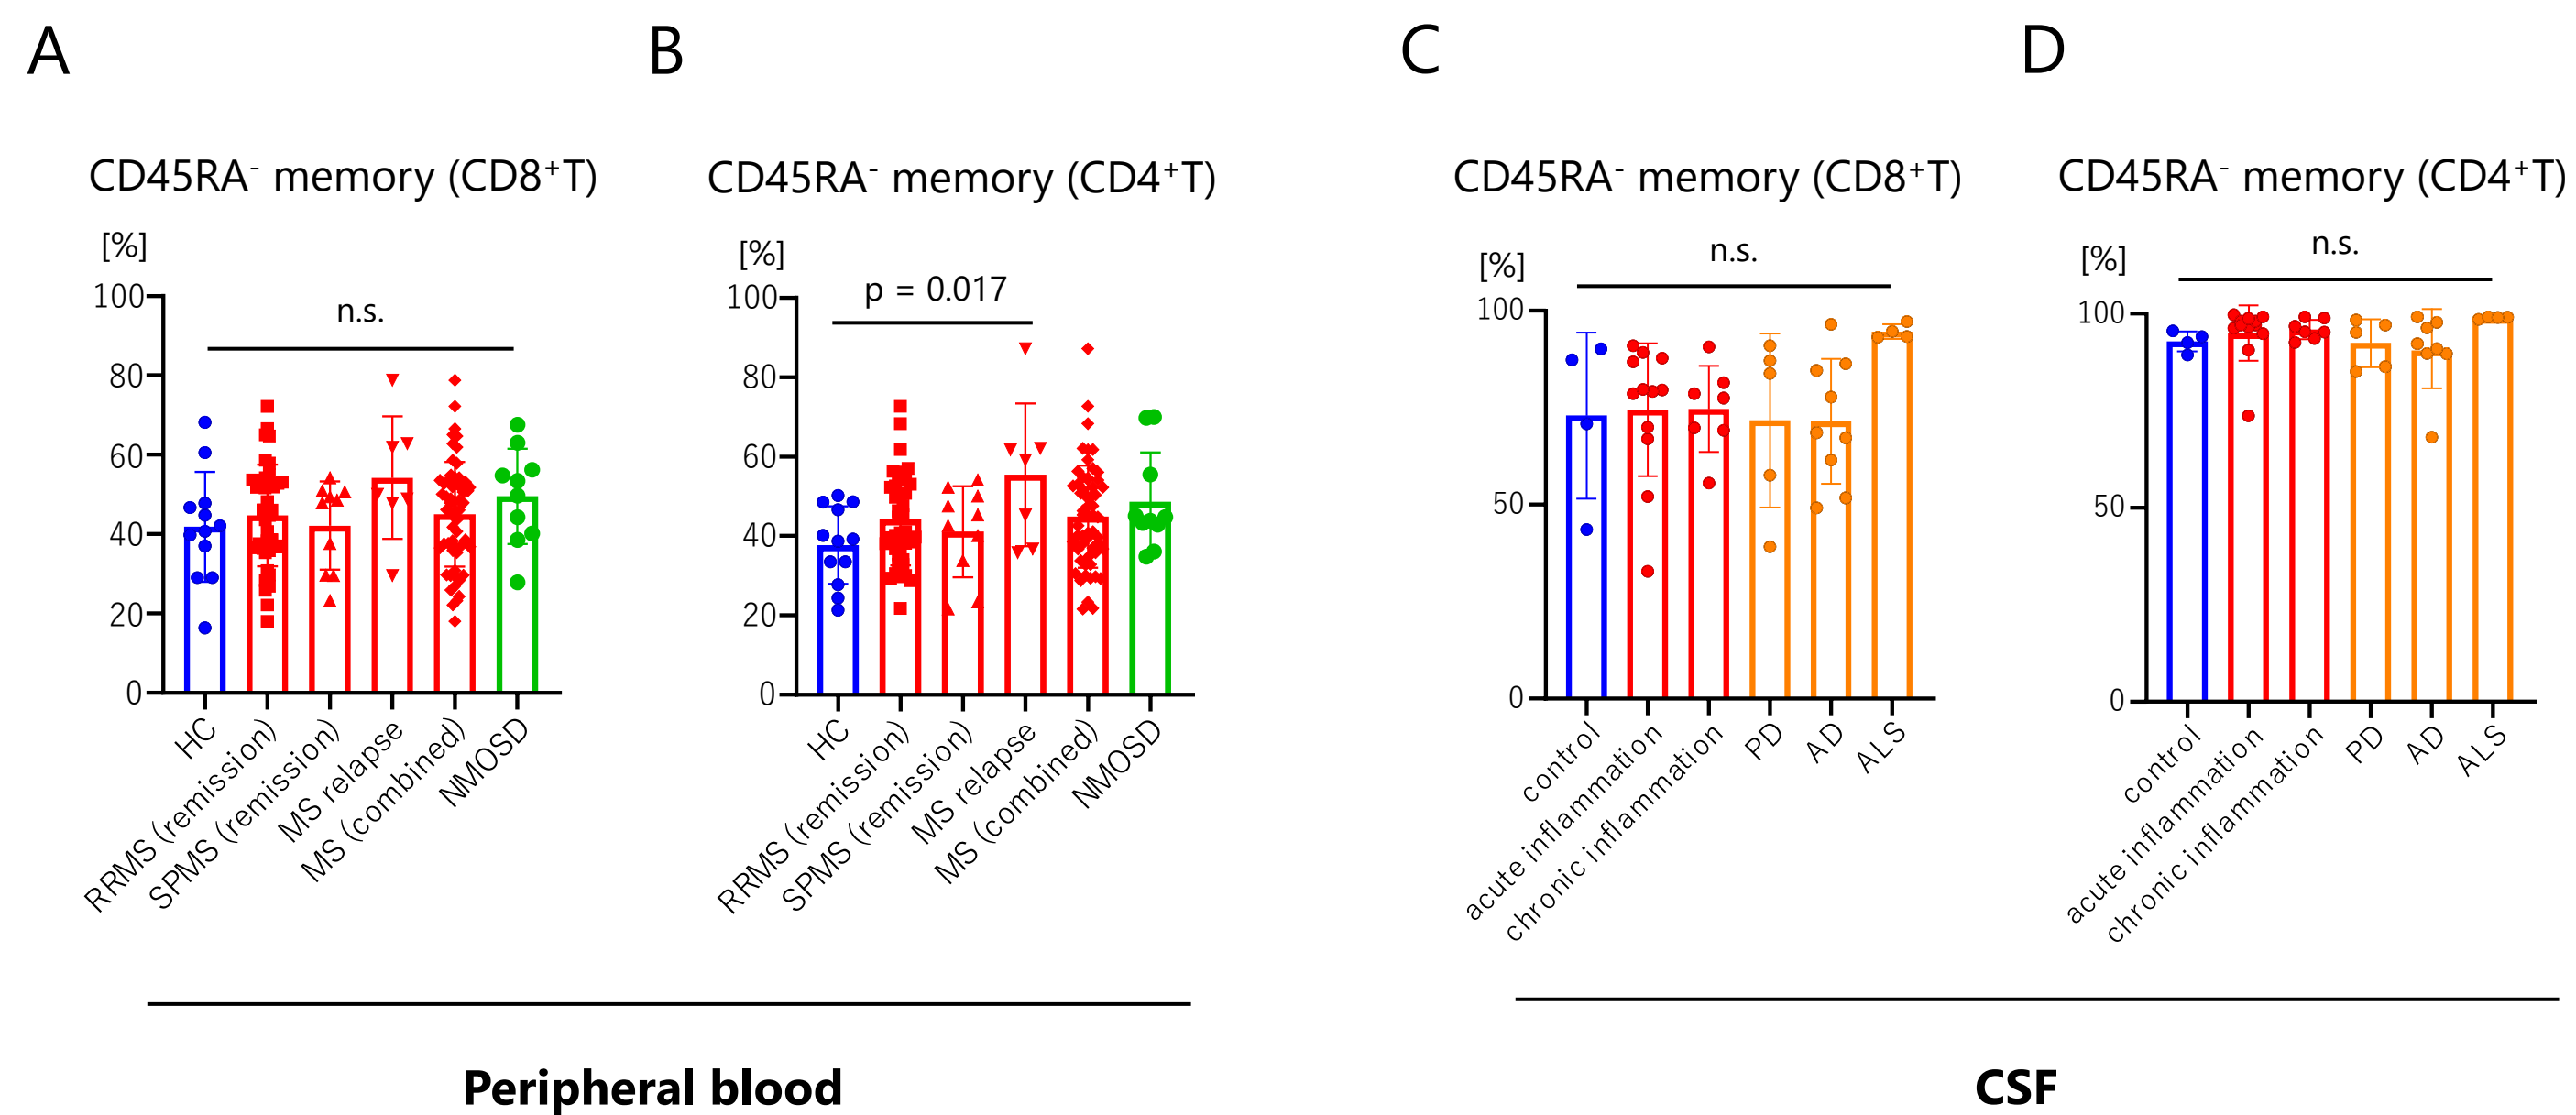 A
CD45RA⁻ memory (CD8⁺T)
[%]
n.s.
100
80
60
40
20
0
HC
RRMS (remission)
SPMS (remission)
MS relapse
MS (combined)
NMOSD
B
CD45RA⁻ memory (CD4⁺T)
[%]
p = 0.017
100
80
60
40
20
0
HC
RRMS (remission)
SPMS (remission)
MS relapse
MS (combined)
NMOSD
Peripheral blood
C
CD45RA⁻ memory (CD8⁺T)
[%]
n.s.
100
50
0
control
acute inflammation
chronic inflammation
PD
AD
ALS
D
CD45RA⁻ memory (CD4⁺T)
[%]
n.s.
100
50
0
control
acute inflammation
chronic inflammation
PD
AD
ALS
CSF